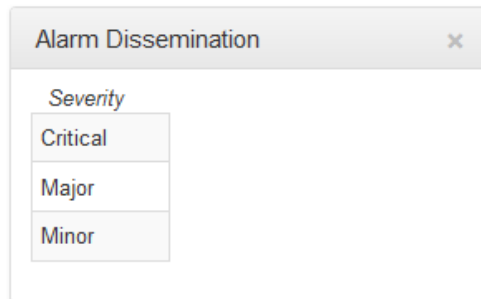 Alarm Dissemination
Severity
Critical
Major
Minor